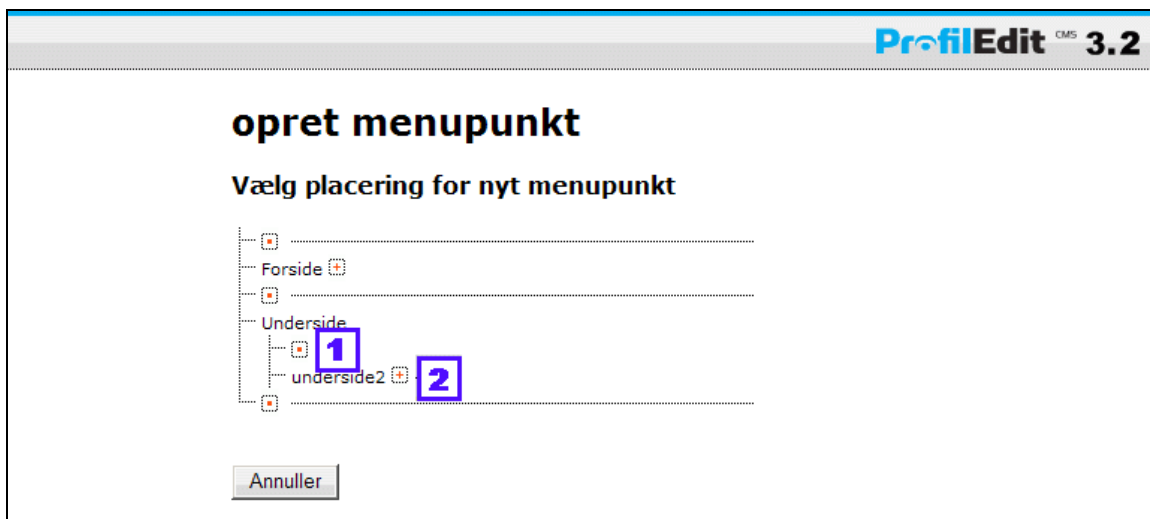 ProfilEdit CMS 3.2
opret menupunkt
Vælg placering for nyt menupunkt
Forside
Underside
1
underside2 2
Annuller